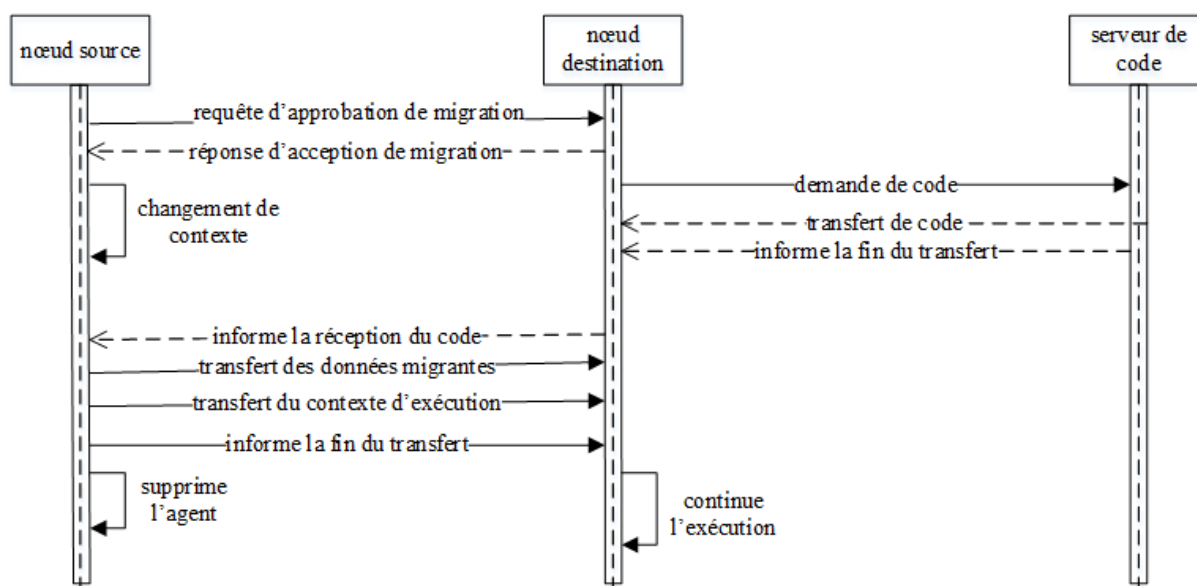 nœud source
nœud
destination
serveur de
code
requête d’approbation de migration
réponse d’acception de migration
demande de code
changement de
contexte
transfert de code
informe la fin du transfert
informe la réception du code
transfert des données migrantes
transfert du contexte d’exécution
informe la fin du transfert
supprime
l’agent
continue
l’exécution